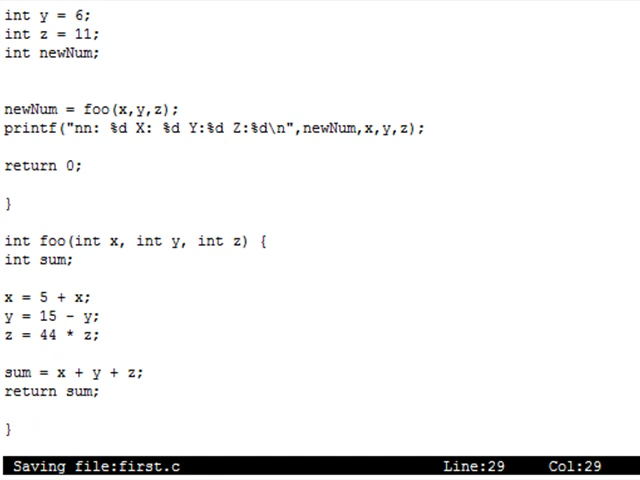 int y = 6;
int z = 11;
int newNum;
newNum = foo(x,y,z);
printf("nn: %d X: %d Y:%d Z:%d\n",newNum,x,y,z);
return 0;
}
int foo(int x, int y, int z) {
int sum;
x = 5 + x;
y = 15 - y;
z = 44 * z;
sum = x + y + z;
return sum;
}
Saving file:first.c Line:29 Col:29